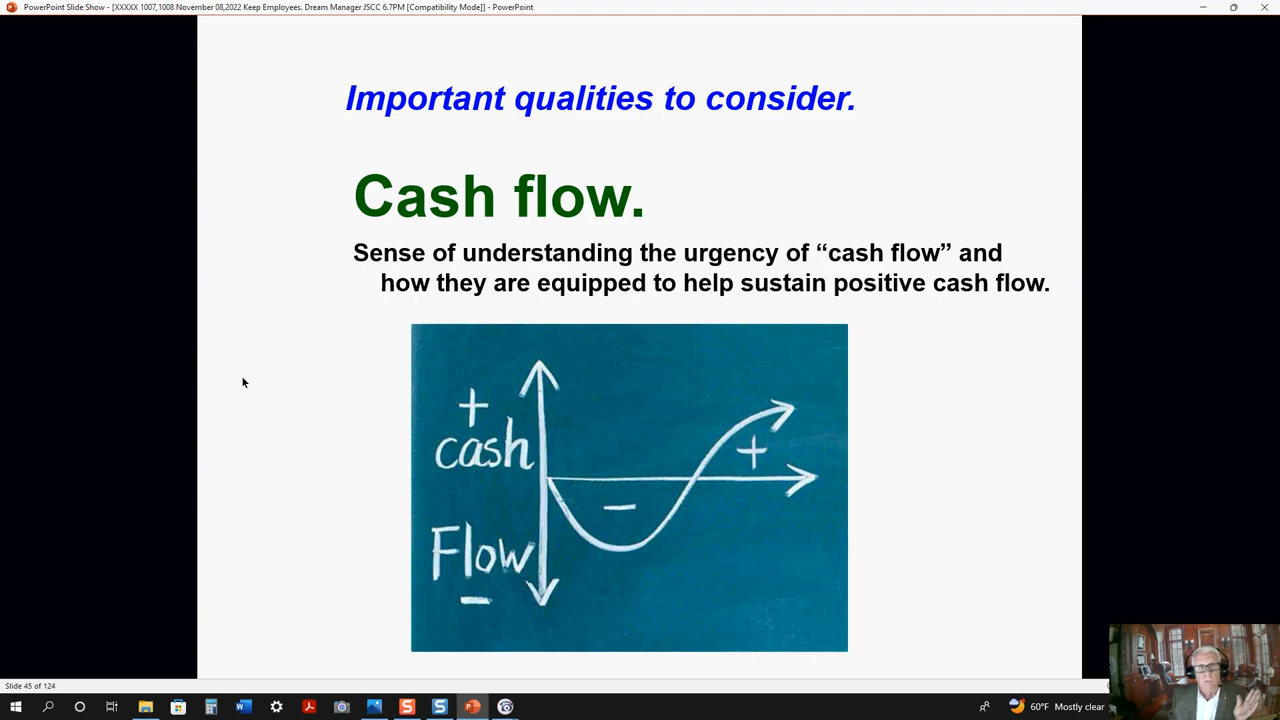 PowerPoint Slide Show - [XXXXX 1007,1008 November 08,2022 Keep Employees. Dream Manager JSCC 6.7PM [Compatibility Mode]] - PowerPoint
Important qualities to consider.
Cash flow.
Sense of understanding the urgency of “cash flow” and
how they are equipped to help sustain positive cash flow.
+
cash
+
−
Flow
−
Slide 45 of 124
60°F Mostly clear